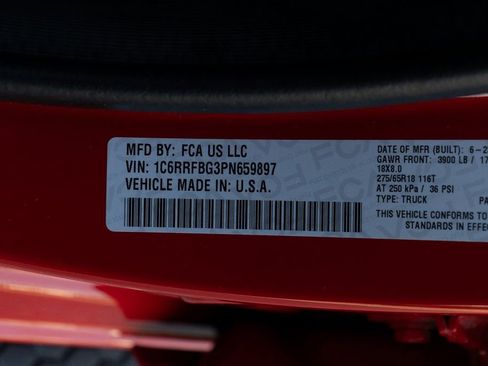 MFD BY: FCA US LLC
VIN: 1C6RRFBG3PN659897
VEHICLE MADE IN U.S.A.
DATE OF MFR (BUILT): 6-2
GAWR FRONT: 3900 LB / 17
18X8.0
275/65R18 116T
AT 250 kPa / 36 PSI
TYPE: TRUCK PA
THIS VEHICLE CONFORMS TO
STANDARDS IN EFFEC